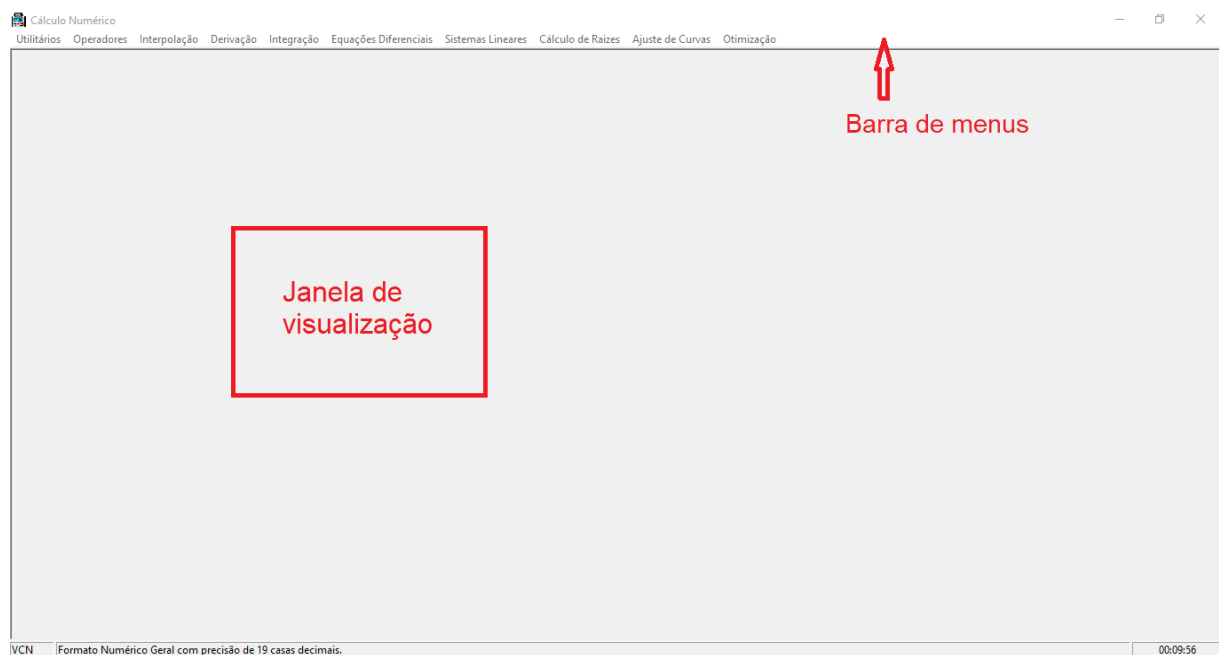 Cálculo Numérico
Utilitários Operadores Interpolação Derivação Integração Equações Diferenciais Sistemas Lineares Cálculo de Raizes Ajuste de Curvas Otimização
Barra de menus
Janela de
visualização
VCN Formato Numérico Geral com precisão de 19 casas decimais. 00:09:56